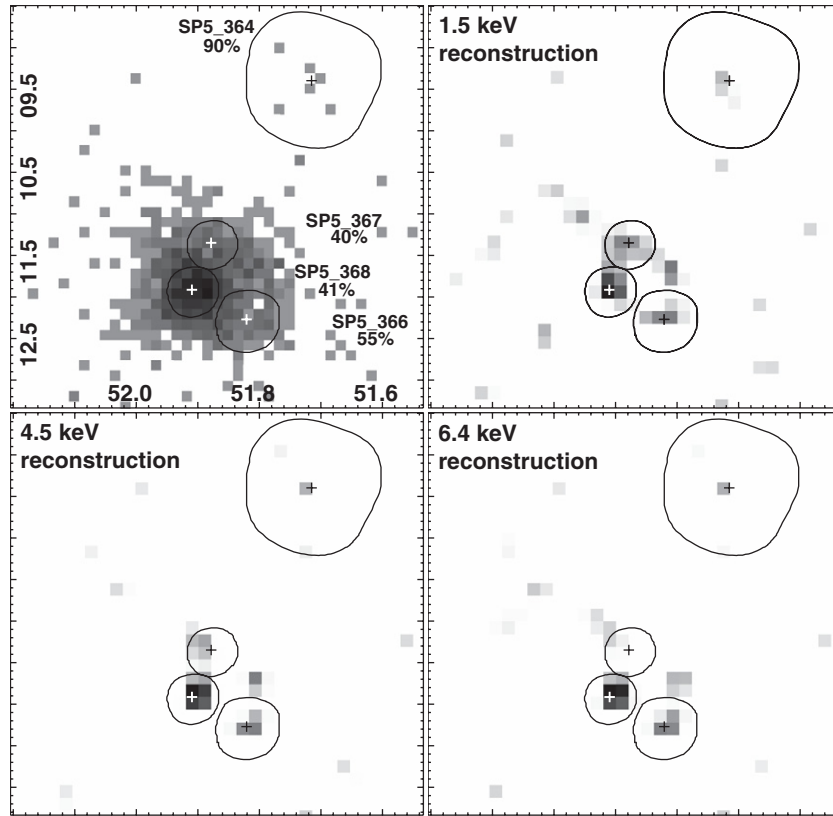 SP5_364
90%
09.5
10.5
11.5
12.5
SP5_367
40%
SP5_368
41%
SP5_366
55%
52.0 51.8 51.6
1.5 keV
reconstruction
4.5 keV
reconstruction
6.4 keV
reconstruction